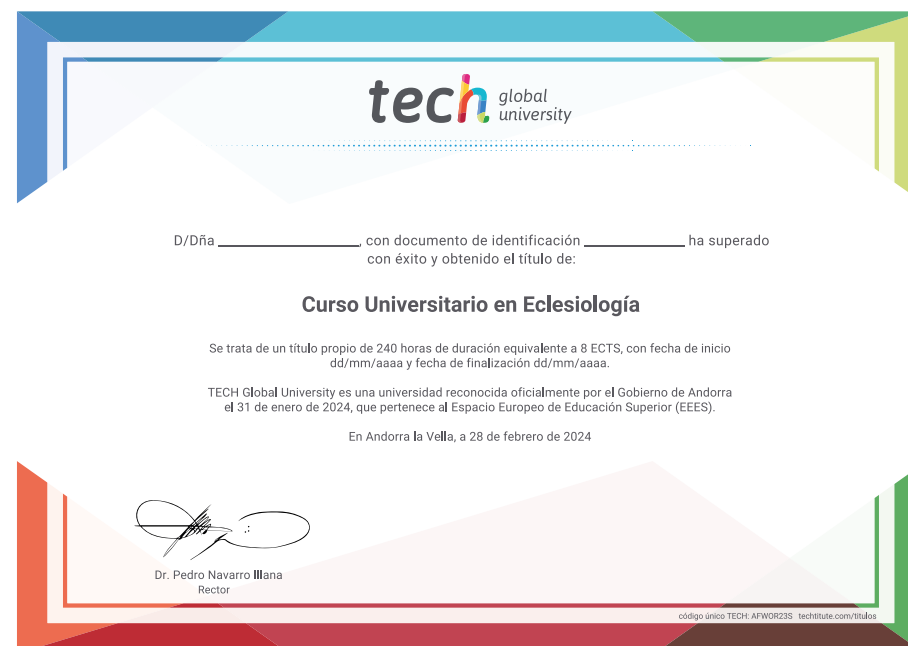 tech global university
D/Dña ____________________, con documento de identificación ______________ ha superado
con éxito y obtenido el título de:
Curso Universitario en Eclesiología
Se trata de un título propio de 240 horas de duración equivalente a 8 ECTS, con fecha de inicio
dd/mm/aaaa y fecha de finalización dd/mm/aaaa.
TECH Global University es una universidad reconocida oficialmente por el Gobierno de Andorra
el 31 de enero de 2024, que pertenece al Espacio Europeo de Educación Superior (EEES).
En Andorra la Vella, a 28 de febrero de 2024
Dr. Pedro Navarro Illana
Rector
código único TECH: AFWOR23S techtitute.com/titulos